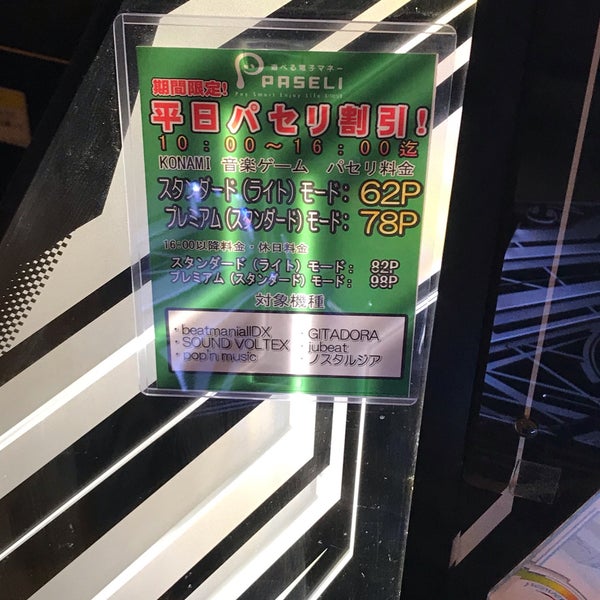 遊べる電子マネー
PASELI
Pay Smart Enjoy Life
期間限定!
平日パセリ割引!
10:00~16:00迄
KONAMI 音楽ゲーム パセリ料金
スタンダード(ライト)モード: 62P
プレミアム(スタンダード)モード: 78P
16:00以降料金・休日料金
スタンダード(ライト)モード: 82P
プレミアム(スタンダード)モード: 98P
対象機種
・beatmaniaIIDX ・GITADORA
・SOUND VOLTEX ・jubeat
・pop'n music ・ノスタルジア